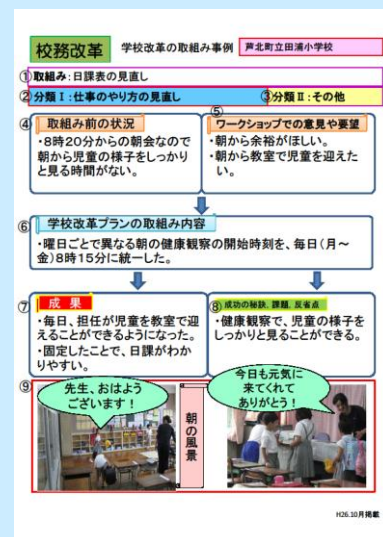 校務改革
学校改革の取組み事例
芦北町立田浦小学校
①取組み:日課表の見直し
②分類Ⅰ:仕事のやり方の見直し
③分類Ⅱ:その他
④取組み前の状況
・8時20分からの朝会なので
朝から児童の様子をしっかり
と見る時間がない。
⑤ワークショップでの意見や要望
・朝から余裕がほしい。
・朝から教室で児童を迎えた
い。
⑥学校改革プランの取組み内容
・曜日ごとで異なる朝の健康観察の開始時刻を、毎日(月~
金)8時15分に統一した。
⑦成果
・毎日、担任が児童を教室で迎
えることができるようになった。
・固定したことで、日課がわか
りやすい。
⑧成功の秘訣、課題、反省点
・健康観察で、児童の様子を
しっかりと見ることができる。
⑨
先生、おはよう
ございます!
朝の風景
今日も元気に
来てくれて
ありがとう!
H26.10月掲載